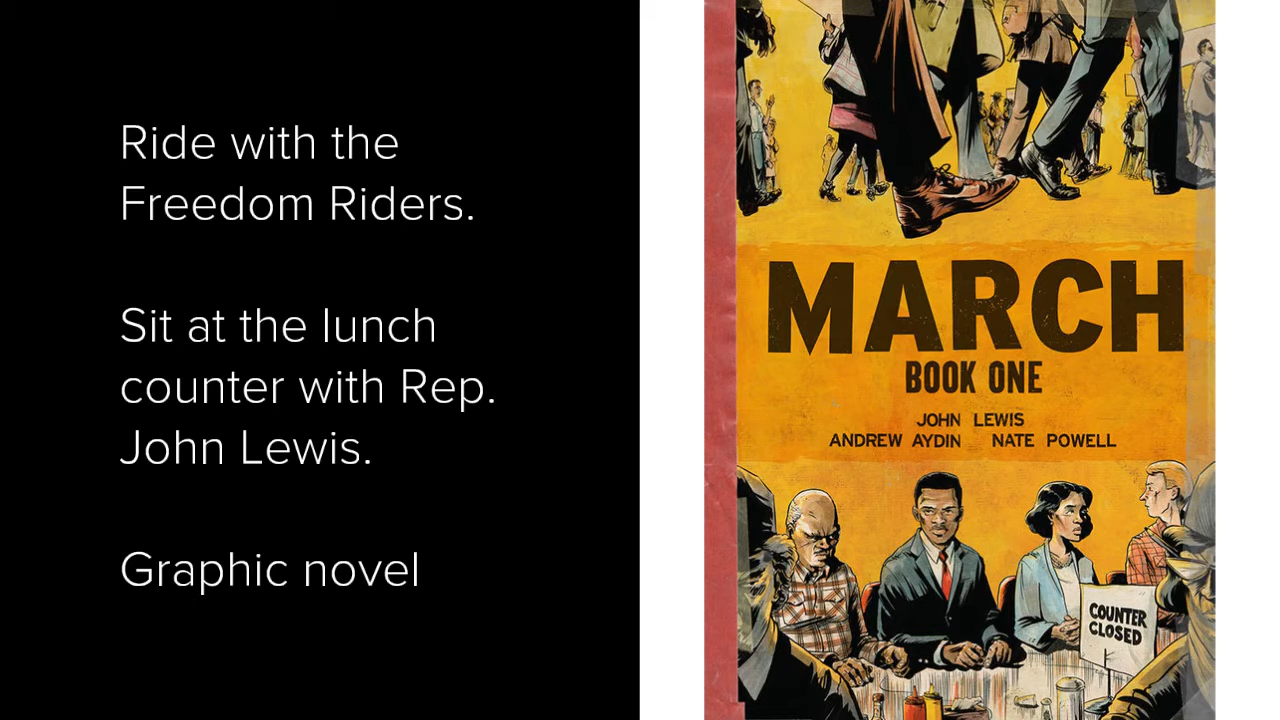 Ride with the
Freedom Riders.
Sit at the lunch
counter with Rep.
John Lewis.
Graphic novel
MARCH
BOOK ONE
JOHN LEWIS
ANDREW AYDIN NATE POWELL
COUNTER
CLOSED